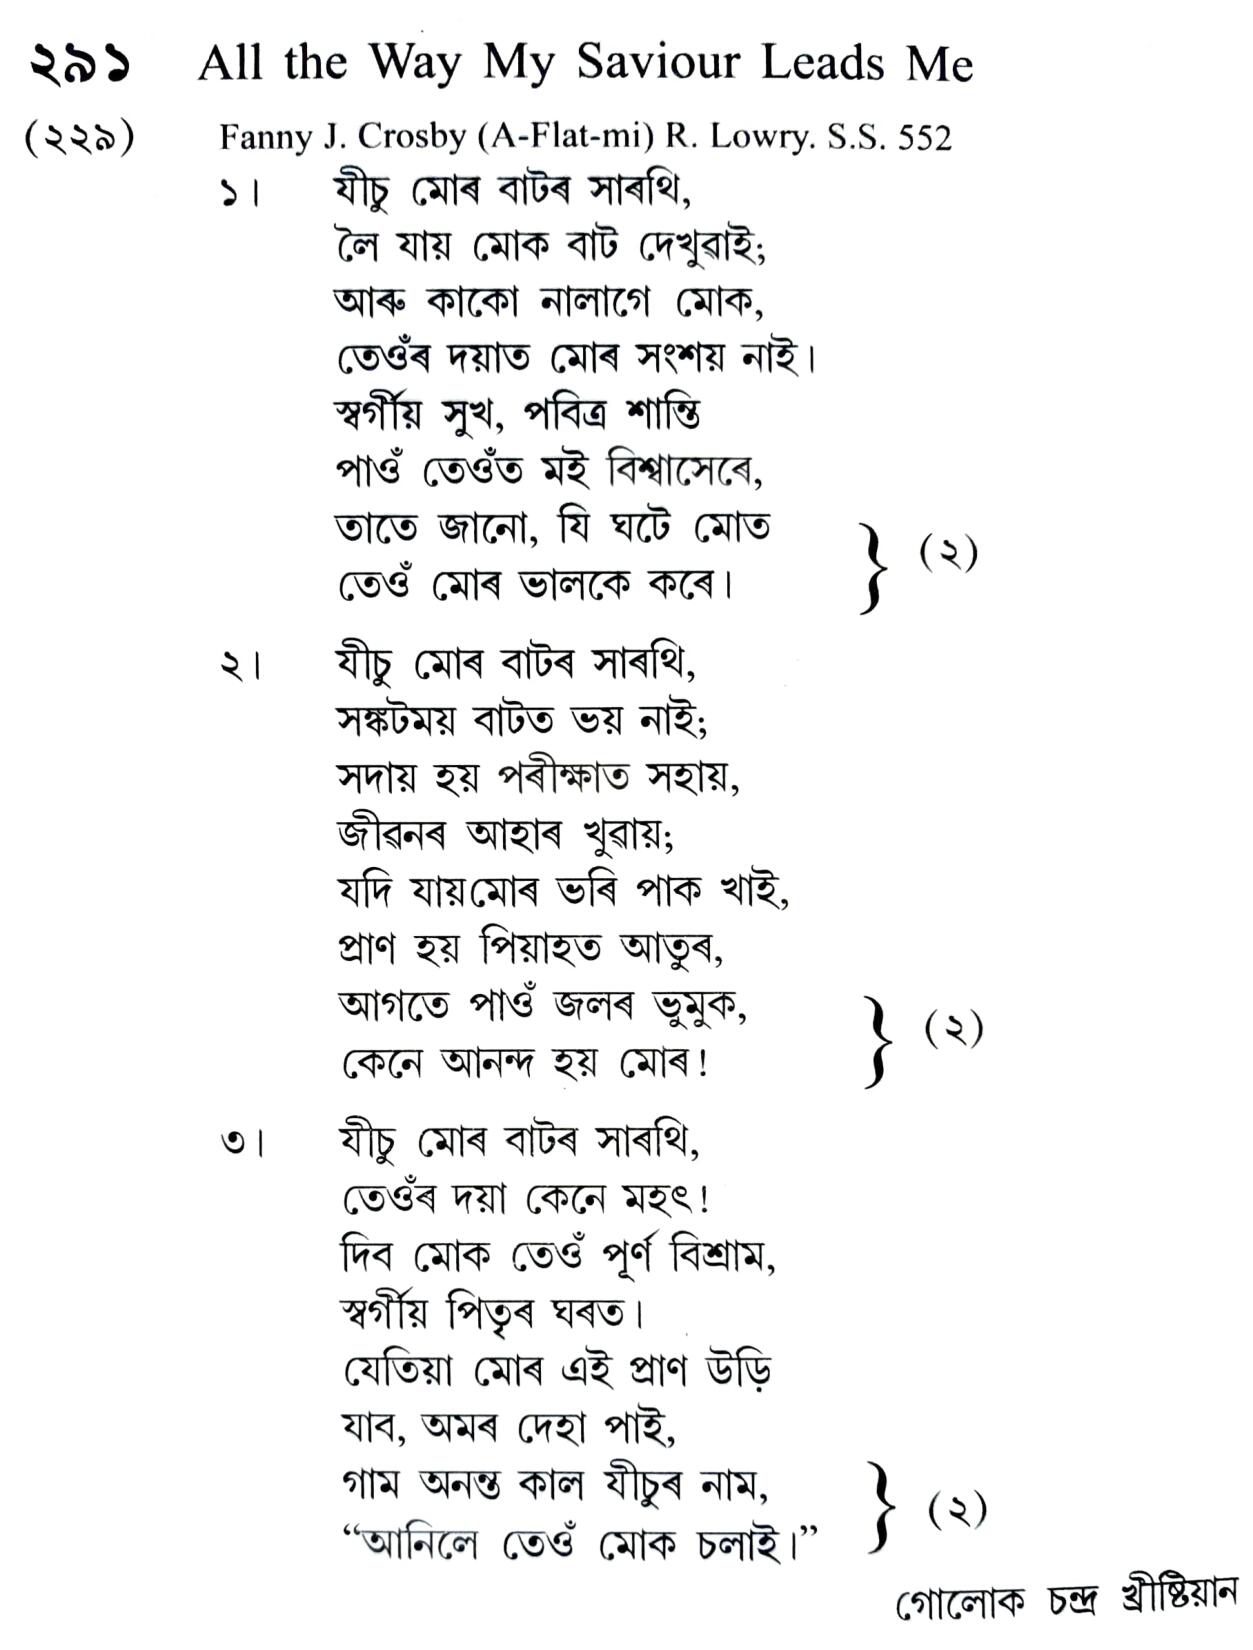 ২৯১ All the Way My Saviour Leads Me
(২২৯) Fanny J. Crosby (A-Flat-mi) R. Lowry. S.S. 552
১। যীচু মোৰ বাটৰ সাৰথি,
লৈ যায় মোক বাট দেখুৱাই;
আৰু কাকো নালাগে মোক,
তেওঁৰ দয়াত মোৰ সংশয় নাই।
স্বৰ্গীয় সুখ, পবিত্ৰ শান্তি
পাওঁ তেওঁত মই বিশ্বাসেৰে,
তাতে জানো, যি ঘটে মোত
তেওঁ মোৰ ভালকে কৰে। } (২)
২। যীচু মোৰ বাটৰ সাৰথি,
সঙ্কটময় বাটত ভয় নাই;
সদায় হয় পৰীক্ষাত সহায়,
জীৱনৰ আহাৰ খুৱায়;
যদি যায়মোৰ ভৰি পাক খাই,
প্ৰাণ হয় পিয়াহত আতুৰ,
আগতে পাওঁ জলৰ ভুমুক,
কেনে আনন্দ হয় মোৰ! } (২)
৩। যীচু মোৰ বাটৰ সাৰথি,
তেওঁৰ দয়া কেনে মহৎ!
দিব মোক তেওঁ পূৰ্ণ বিশ্ৰাম,
স্বৰ্গীয় পিতৃৰ ঘৰত।
যেতিয়া মোৰ এই প্ৰাণ উড়ি
যাব, অমৰ দেহা পাই,
গাম অনন্ত কাল যীচুৰ নাম,
“আনিলে তেওঁ মোক চলাই।” } (২)
গোলোক চন্দ্ৰ খ্ৰীষ্টিয়ান